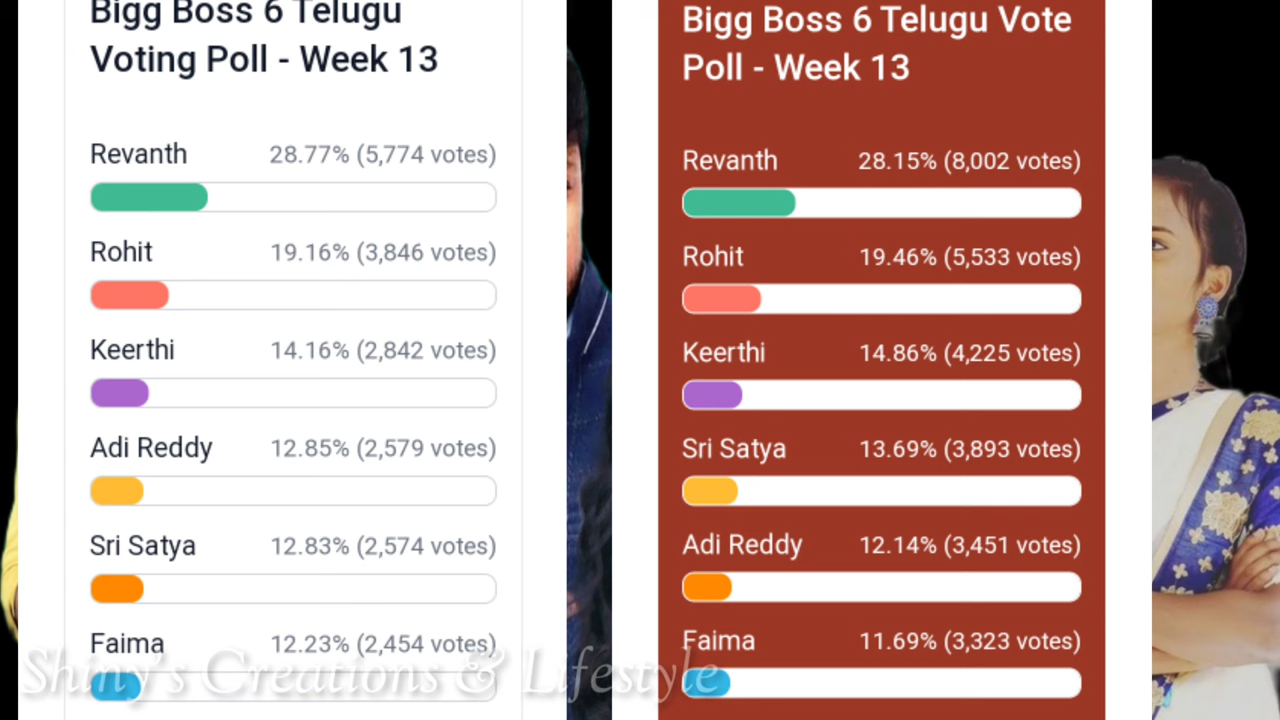 Bigg Boss 6 Telugu
Voting Poll - Week 13
Revanth 28.77% (5,774 votes)
Rohit 19.16% (3,846 votes)
Keerthi 14.16% (2,842 votes)
Adi Reddy 12.85% (2,579 votes)
Sri Satya 12.83% (2,574 votes)
Faima 12.23% (2,454 votes)
Bigg Boss 6 Telugu Vote
Poll - Week 13
Revanth 28.15% (8,002 votes)
Rohit 19.46% (5,533 votes)
Keerthi 14.86% (4,225 votes)
Sri Satya 13.69% (3,893 votes)
Adi Reddy 12.14% (3,451 votes)
Faima 11.69% (3,323 votes)
Shiny's Creations & Lifestyle